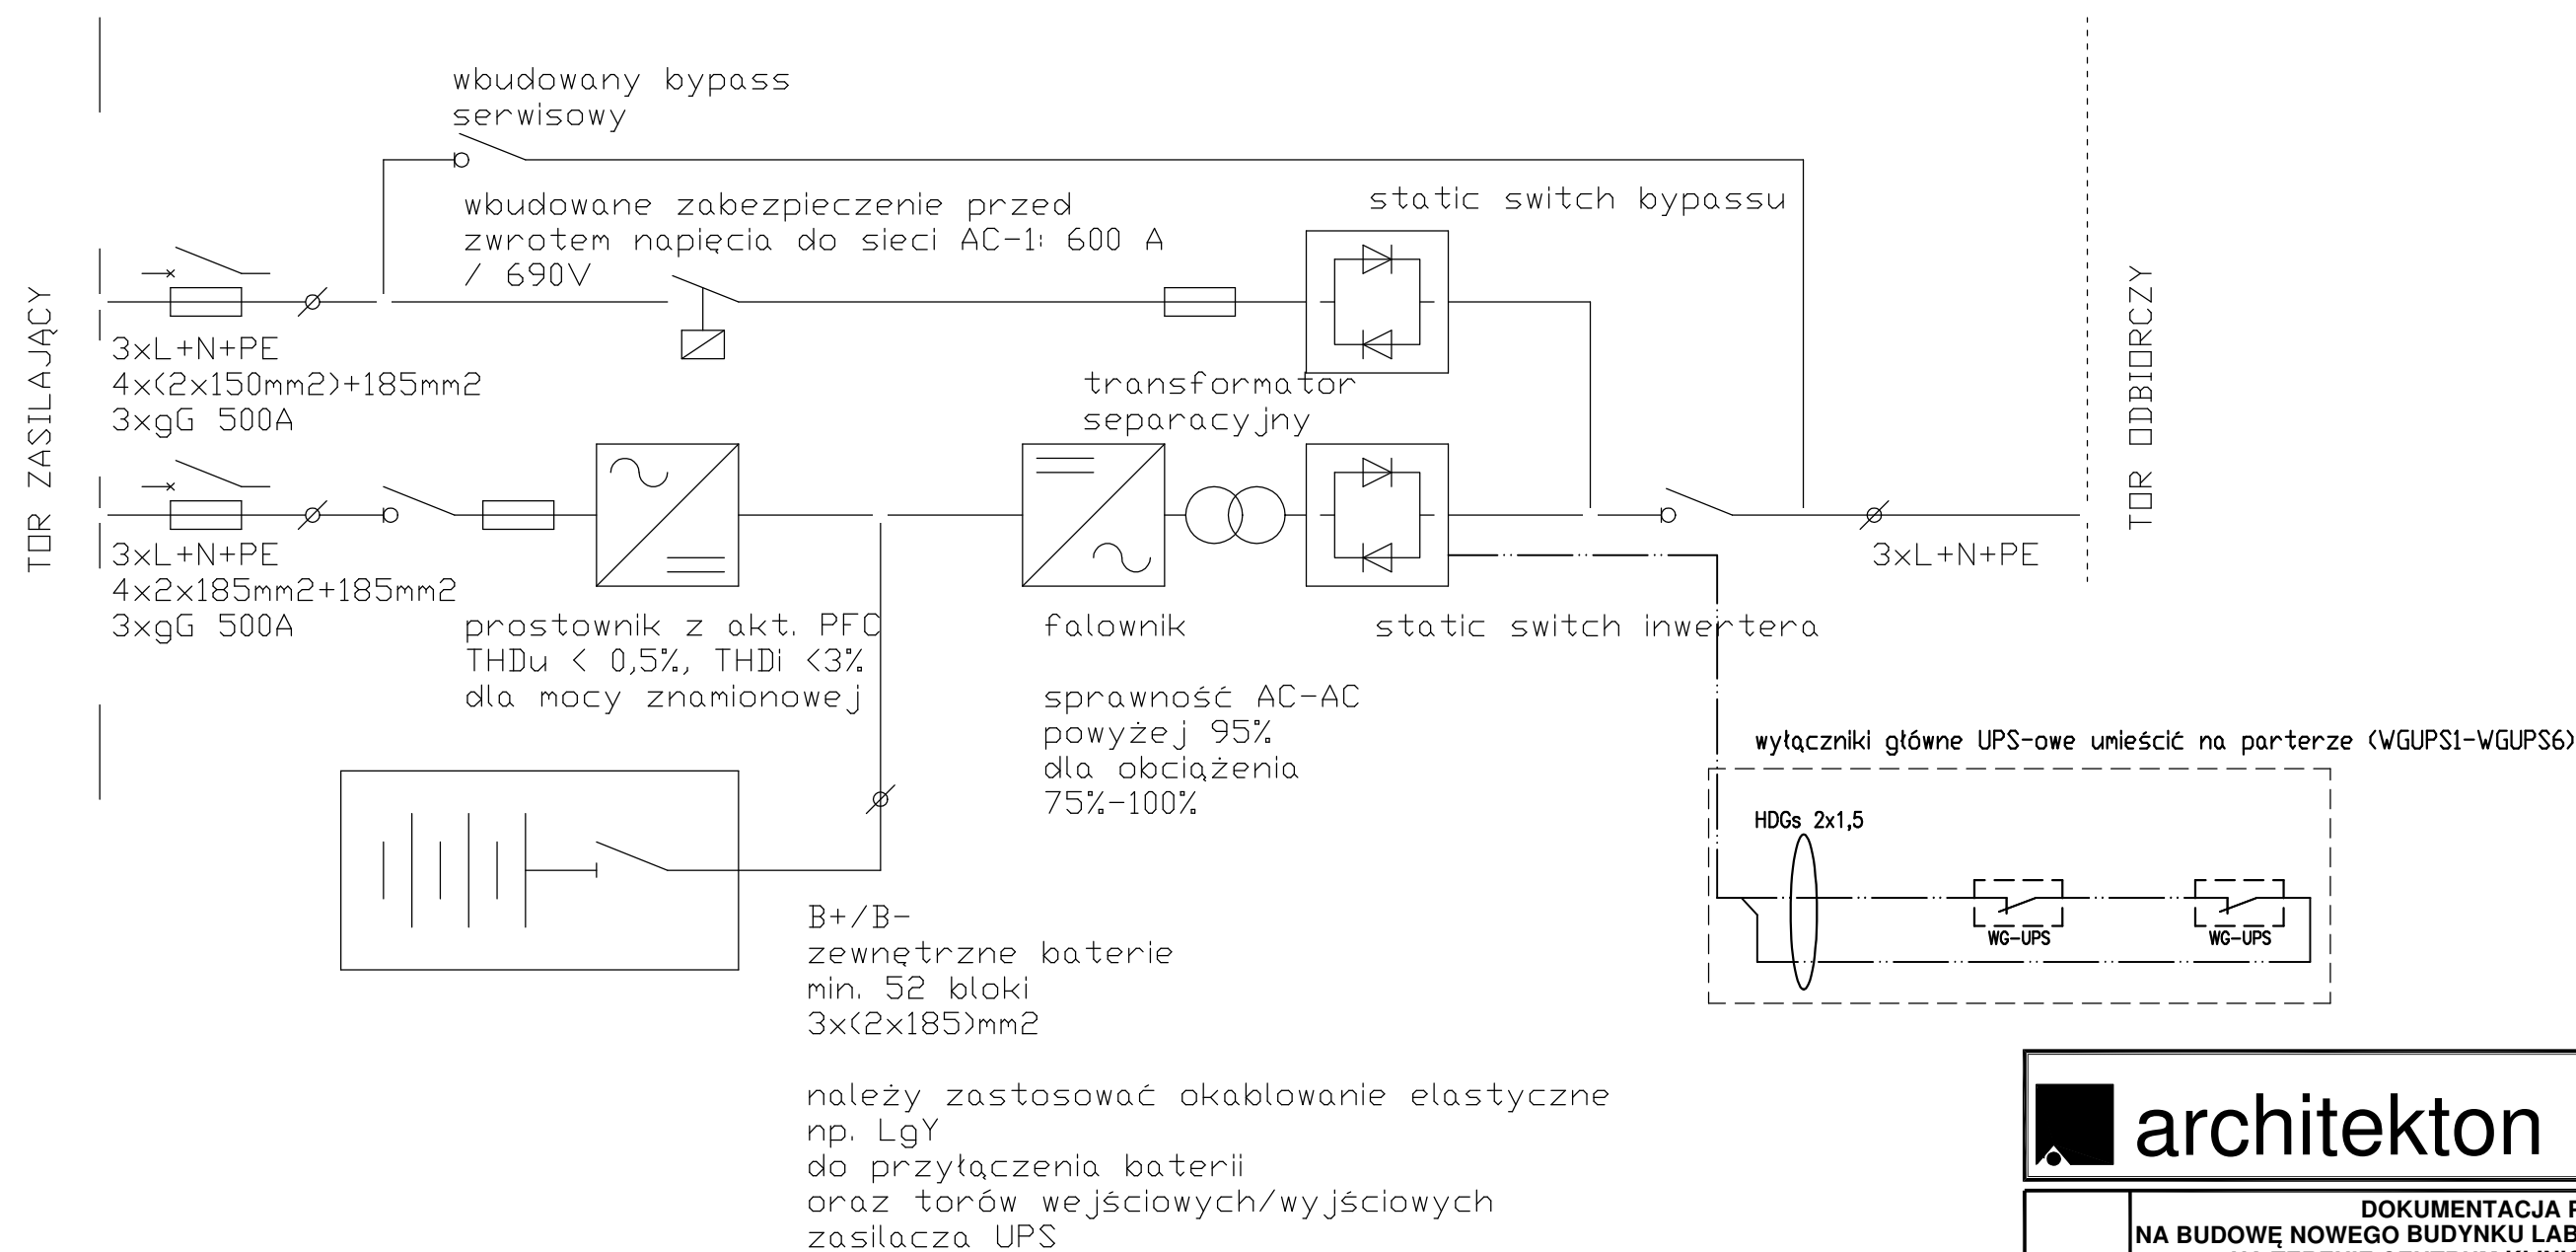 wbudowany bypass
serwisowy
wbudowane zabezpieczenie przed
zwrotem napięcia do sieci AC-1: 600 A
/ 690V
static switch bypassu
TOR ZASILAJĄCY
TOR ODBIORCZY
3xL+N+PE
4x(2x150mm2)+185mm2
3xgG 500A
transformator
separacyjny
3xL+N+PE
4x2x185mm2+185mm2
3xgG 500A
3xL+N+PE
prostownik z akt. PFC
THDu < 0,5%, THDi <3%
dla mocy znamionowej
falownik
static switch inwertera
sprawność AC-AC
powyżej 95%
dla obciążenia
75%-100%
wyłączniki główne UPS-owe umieścić na parterze (WGUPS1-WGUPS6)
HDGs 2x1,5
WG-UPS
WG-UPS
B+/B-
zewnętrzne baterie
min. 52 bloki
3x(2x185)mm2
należy zastosować okablowanie elastyczne
np. LgY
do przyłączenia baterii
oraz torów wejściowych/wyjściowych
zasilacza UPS
architekton
DOKUMENTACJA
NA BUDOWĘ NOWEGO BUDYNKU LAB